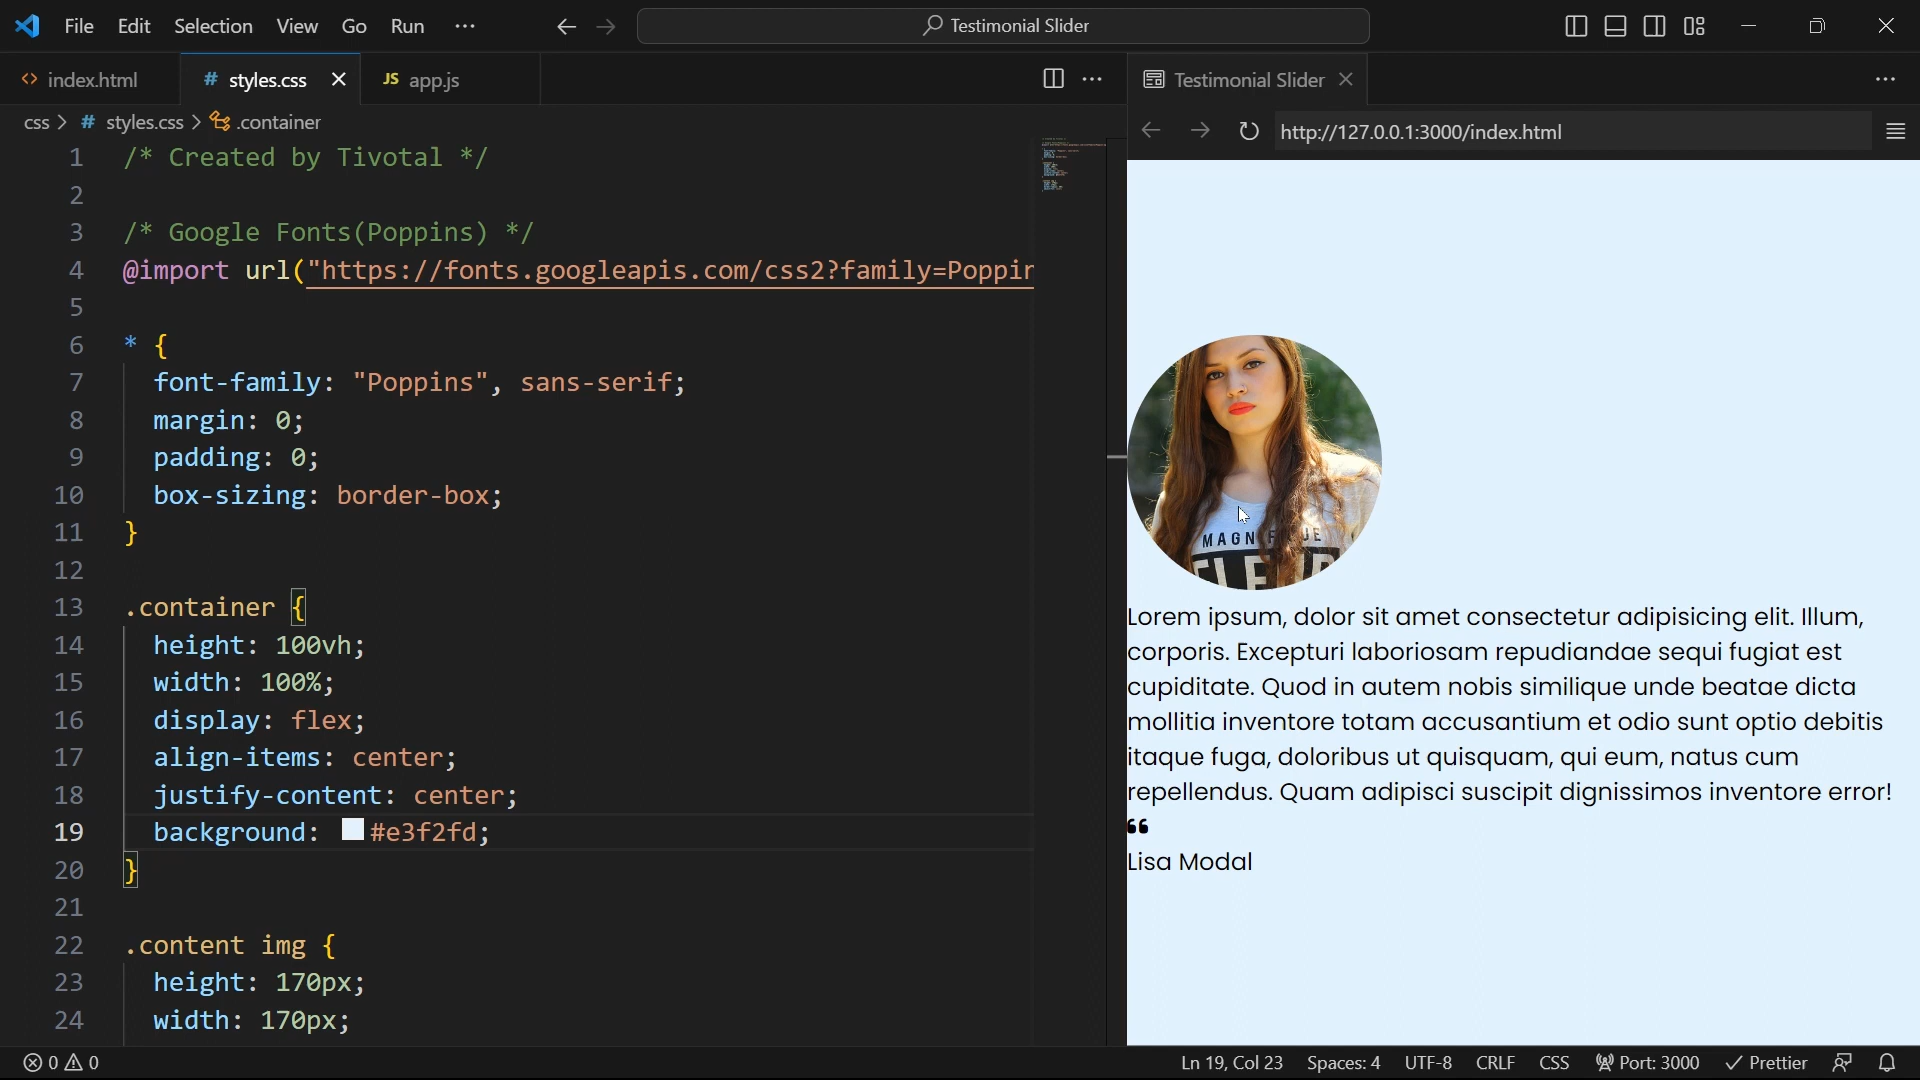 File Edit Selection View Go Run ··· Testimonial Slider
index.html styles.css JS app.js
Testimonial Slider
css > # styles.css > .container
http://127.0.0.1:3000/index.html
1 /* Created by Tivotal */
2
3 /* Google Fonts(Poppins) */
4 @import url("https://fonts.googleapis.com/css2?family=Poppin
5
6 * {
7 font-family: "Poppins", sans-serif;
8 margin: 0;
9 padding: 0;
10 box-sizing: border-box;
11 }
12
13 .container {
14 height: 100vh;
15 width: 100%;
16 display: flex;
17 align-items: center;
18 justify-content: center;
19 background: #e3f2fd;
20 }
21
22 .content img {
23 height: 170px;
24 width: 170px;
Lorem ipsum, dolor sit amet consectetur adipisicing elit. Illum,
corporis. Excepturi laboriosam repudiandae sequi fugiat est
cupiditate. Quod in autem nobis similique unde beatae dicta
mollitia inventore totam accusantium et odio sunt optio debitis
itaque fuga, doloribus ut quisquam, qui eum, natus cum
repellendus. Quam adipisci suscipit dignissimos inventore error!
“
Lisa Modal
0 0 Ln 19, Col 23 Spaces: 4 UTF-8 CRLF CSS Port: 3000 Prettier